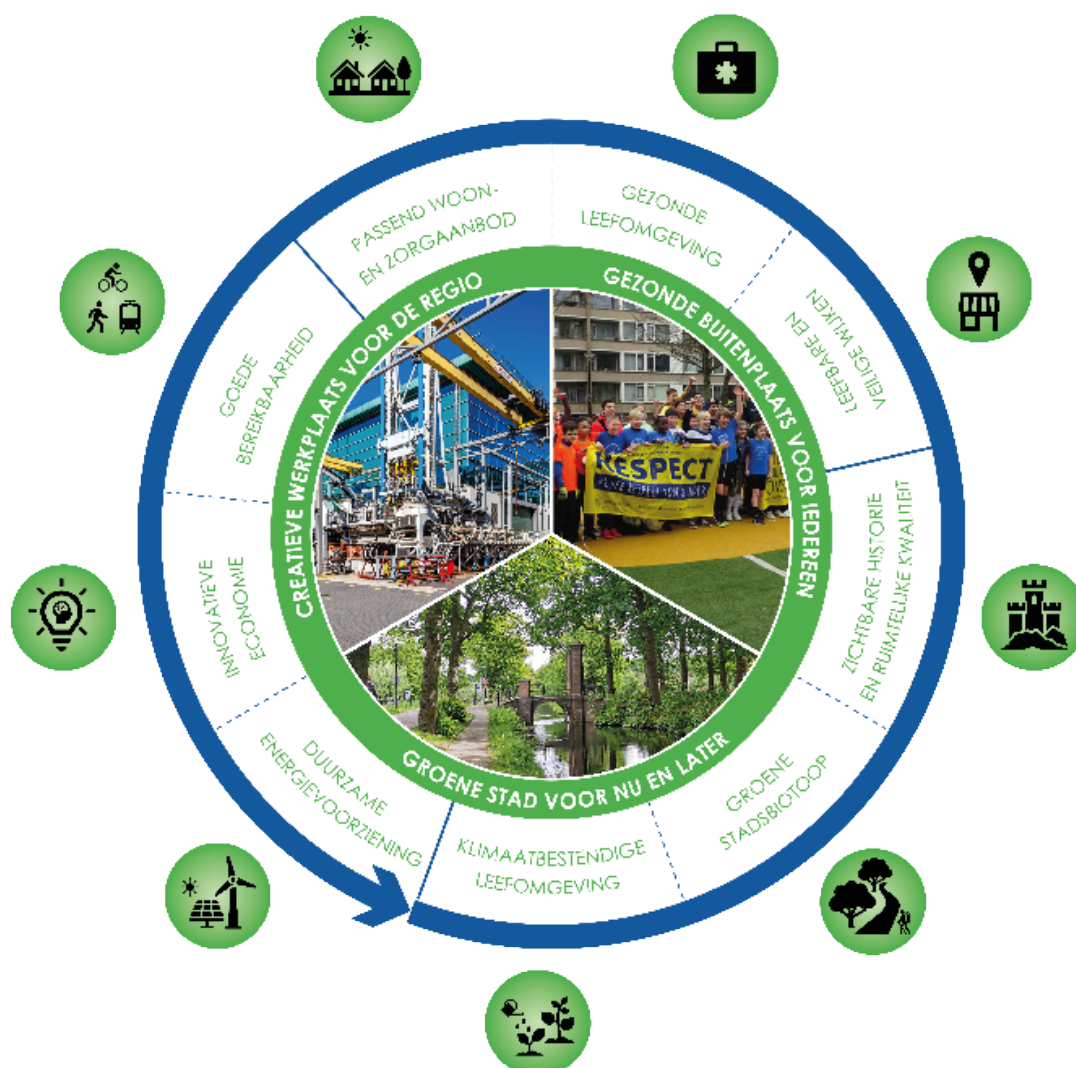 PASSEND WOON-
EN ZORGAANBOD
GEZONDE
LEEFOMGEVING
LEEFBARE EN
VEILIGE WIJKEN
ZICHTBARE HISTORIE
EN RUIMTELIJKE KWALITEIT
GROENE
STADSBIOTOOP
KLIMAATBESTENDIGE
LEEFOMGEVING
DUURZAME
ENERGIEVOORZIENING
INNOVATIEVE
ECONOMIE
GOEDE
BEREIKBAARHEID
CREATIEVE WERKPLAATS VOOR DE REGIO
GEZONDE BUITENPLAATS VOOR IEDEREEN
GROENE STAD VOOR NU EN LATER
RESPECT